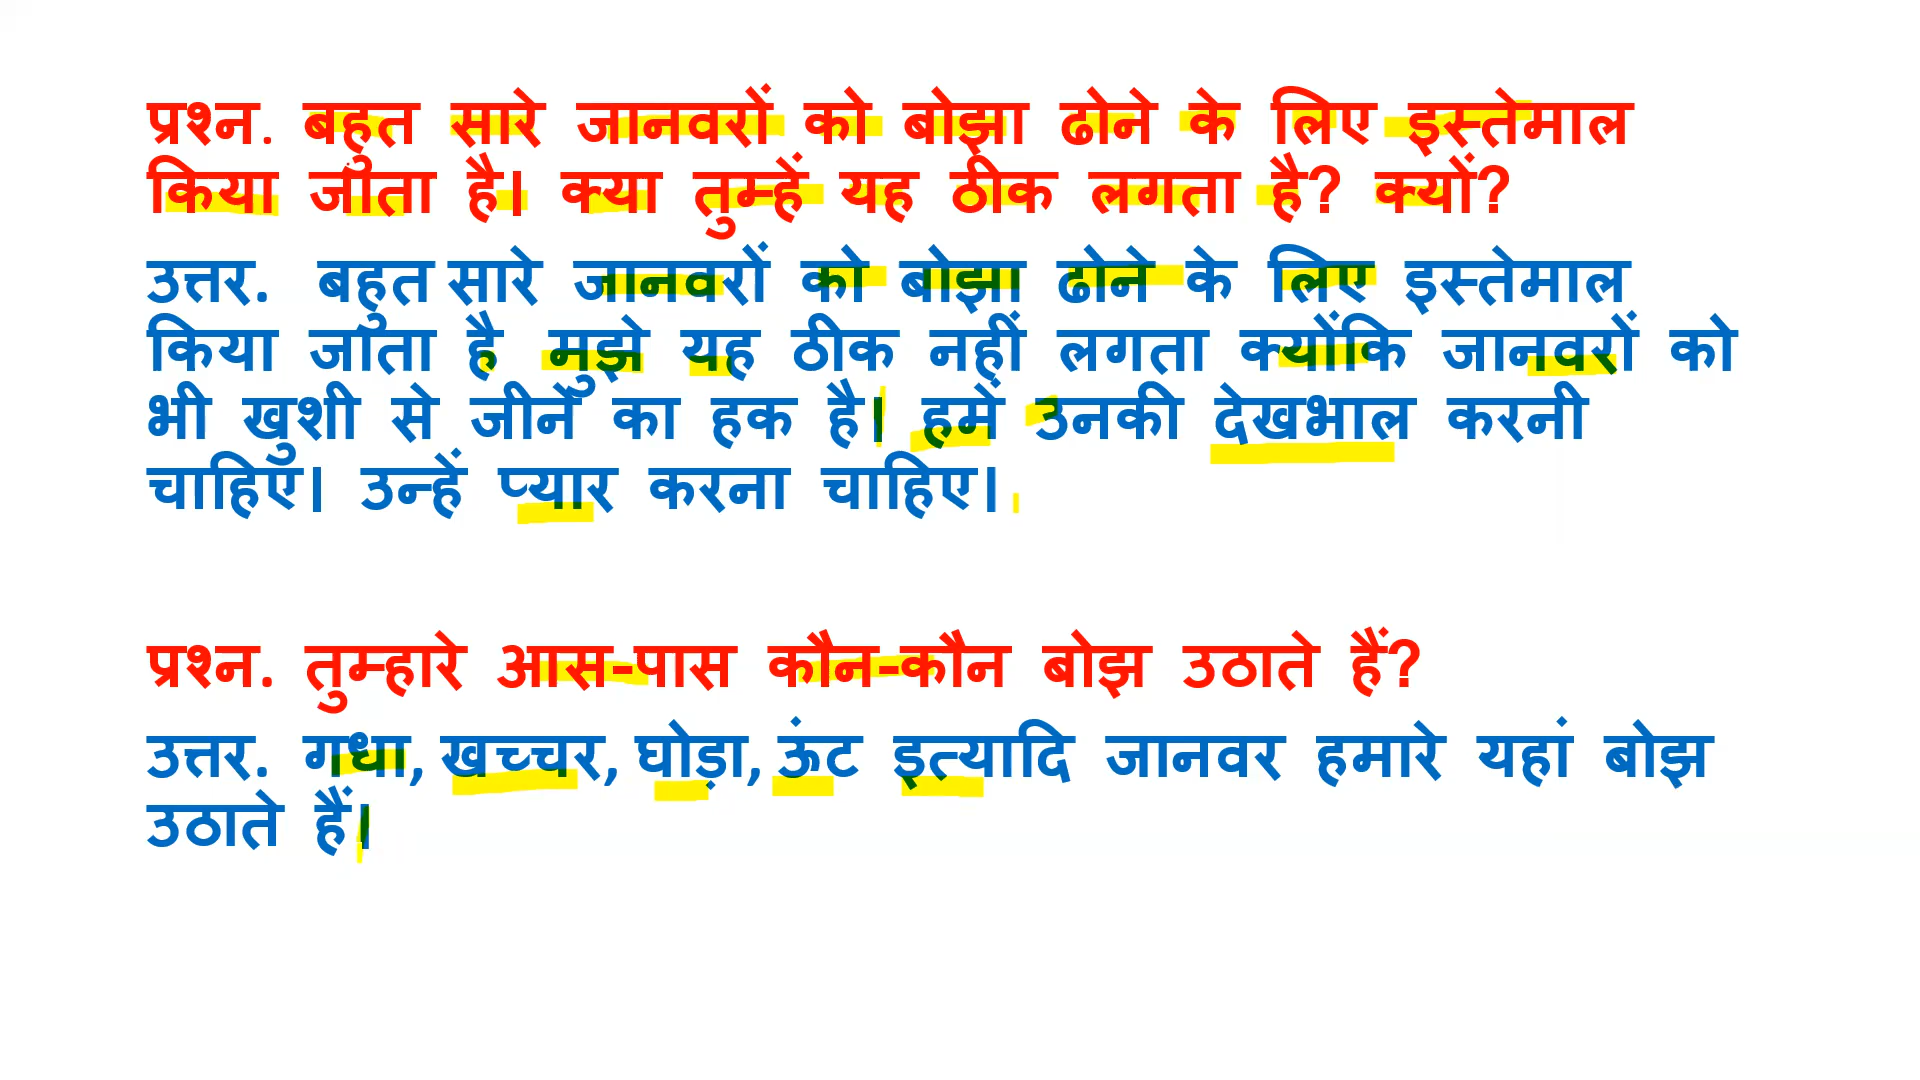 प्रश्न. बहुत सारे जानवरों को बोझा ढोने के लिए इस्तेमाल
किया जाता है। क्या तुम्हें यह ठीक लगता है? क्यों?
उत्तर. बहुत सारे जानवरों को बोझा ढोने के लिए इस्तेमाल
किया जाता है मुझे यह ठीक नहीं लगता क्योंकि जानवरों को
भी खुशी से जीने का हक है। हमें उनकी देखभाल करनी
चाहिए। उन्हें प्यार करना चाहिए।
प्रश्न. तुम्हारे आस-पास कौन-कौन बोझ उठाते हैं?
उत्तर. गधा, खच्चर, घोड़ा, ऊंट इत्यादि जानवर हमारे यहां बोझ
उठाते हैं।